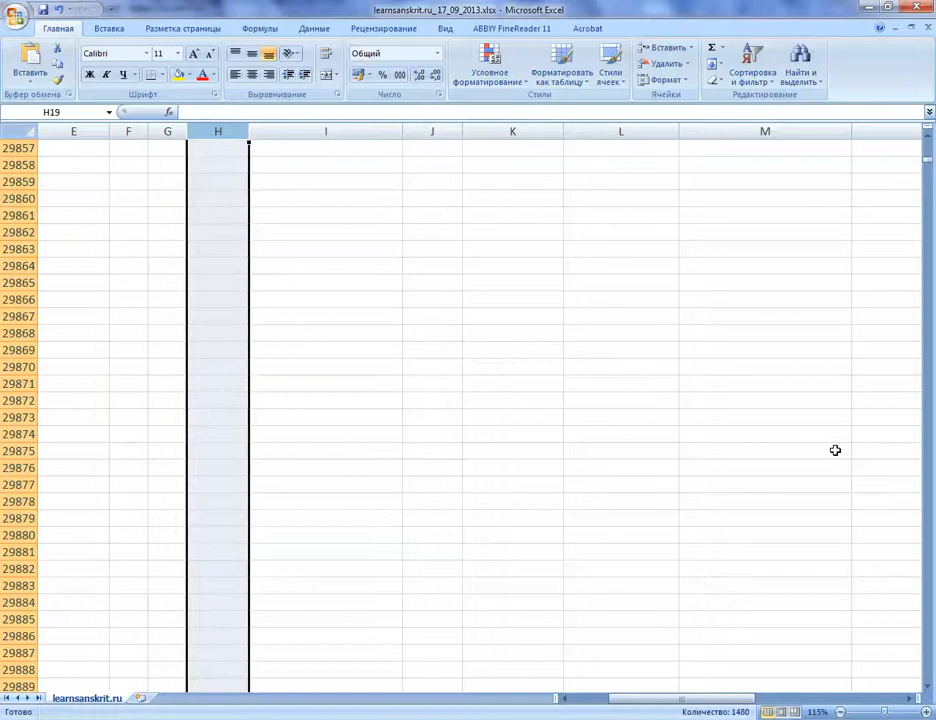 learnsanskrit.ru_17_09_2013.xlsx - Microsoft Excel
Главная Вставка Разметка страницы Формулы Данные Рецензирование Вид ABBYY FineReader 11 Acrobat
Вставить
Буфер обмена
Calibri 11
Ж К Ч
Шрифт
Выравнивание
Общий
% 000
Число
Условное форматирование
Форматировать как таблицу
Стили ячеек
Стили
Вставить
Удалить
Формат
Ячейки
Σ
Сортировка и фильтр
Найти и выделить
Редактирование
H19 fx
E F G H I J K L M
29857
29858
29859
29860
29861
29862
29863
29864
29865
29866
29867
29868
29869
29870
29871
29872
29873
29874
29875
29876
29877
29878
29879
29880
29881
29882
29883
29884
29885
29886
29887
29888
29889
learnsanskrit.ru
Готово Количество: 1480 115%